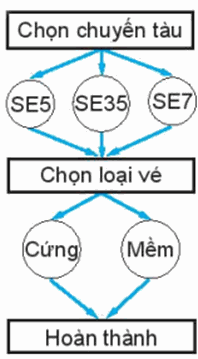 Chọn chuyến tàu
SE5 SE35 SE7
Chọn loại vé
Cứng Mềm
Hoàn thành